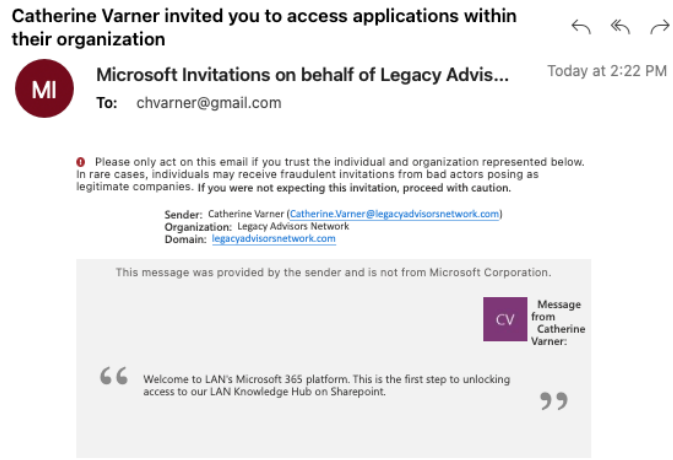 Catherine Varner invited you to access applications within
their organization
MI
Microsoft Invitations on behalf of Legacy Advis...
Today at 2:22 PM
To: chvarner@gmail.com
Please only act on this email if you trust the individual and organization represented below.
In rare cases, individuals may receive fraudulent invitations from bad actors posing as
legitimate companies. If you were not expecting this invitation, proceed with caution.
Sender: Catherine Varner (Catherine.Varner@legacyadvisorsnetwork.com)
Organization: Legacy Advisors Network
Domain: legacyadvisorsnetwork.com
This message was provided by the sender and is not from Microsoft Corporation.
CV
Message
from
Catherine
Varner:
Welcome to LAN's Microsoft 365 platform. This is the first step to unlocking
access to our LAN Knowledge Hub on Sharepoint.